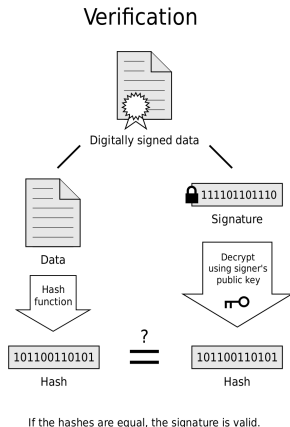 Verification
Digitally signed data
111101101110
Signature
Data
Decrypt
using signer's
public key
Hash
function
?
101100110101
101100110101
Hash
Hash
If the hashes are equal, the signature is valid.